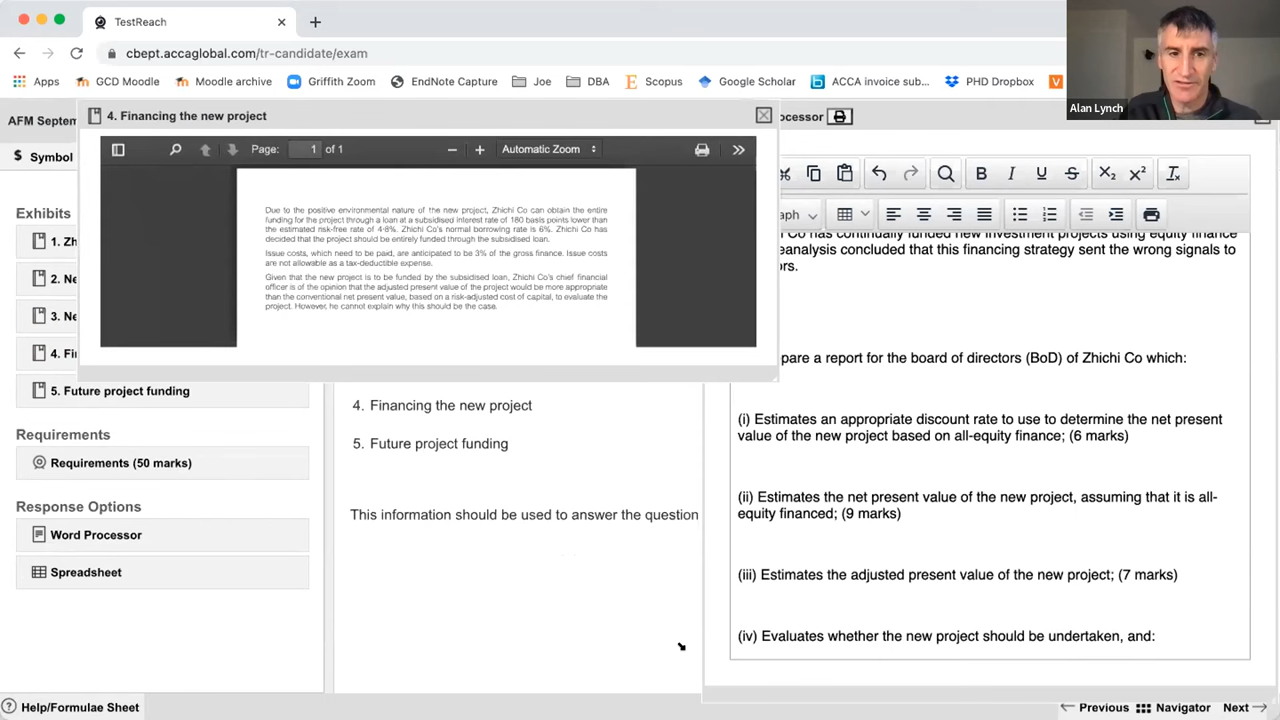 TestReach
cbept.accaglobal.com/tr-candidate/exam
Apps
GCD Moodle
Moodle archive
Griffith Zoom
EndNote Capture
Joe
DBA
Scopus
Google Scholar
ACCA invoice sub...
PHD Dropbox
Alan Lynch
AFM Septem
4. Financing the new project
ocessor
$ Symbol
Page: 1 of 1
Automatic Zoom
Exhibits
1. Zh
2. Ne
3. Ne
4. Fi
5. Future project funding
Requirements
Requirements (50 marks)
Response Options
Word Processor
Spreadsheet
Due to the positive environmental nature of the new project, Zhichi Co can obtain the entire
funding for the project through a loan at a subsidised interest rate of 180 basis points lower than
the estimated risk-free rate of 4·8%. Zhichi Co's normal borrowing rate is 6%. Zhichi Co has
decided that the project should be entirely funded through the subsidised loan.
Issue costs, which need to be paid, are anticipated to be 3% of the gross finance. Issue costs
are not allowable as a tax-deductible expense.
Given that the new project is to be funded by the subsidised loan, Zhichi Co's chief financial
officer is of the opinion that the adjusted present value of the project would be more appropriate
than the conventional net present value, based on a risk-adjusted cost of capital, to evaluate the
project. However, he cannot explain why this should be the case.
4. Financing the new project
5. Future project funding
This information should be used to answer the question
aph
Co has continually funded new investment projects using equity finance
eanalysis concluded that this financing strategy sent the wrong signals to
ors.
pare a report for the board of directors (BoD) of Zhichi Co which:
(i) Estimates an appropriate discount rate to use to determine the net present
value of the new project based on all-equity finance; (6 marks)
(ii) Estimates the net present value of the new project, assuming that it is all-
equity financed; (9 marks)
(iii) Estimates the adjusted present value of the new project; (7 marks)
(iv) Evaluates whether the new project should be undertaken, and:
Help/Formulae Sheet
Previous
Navigator
Next